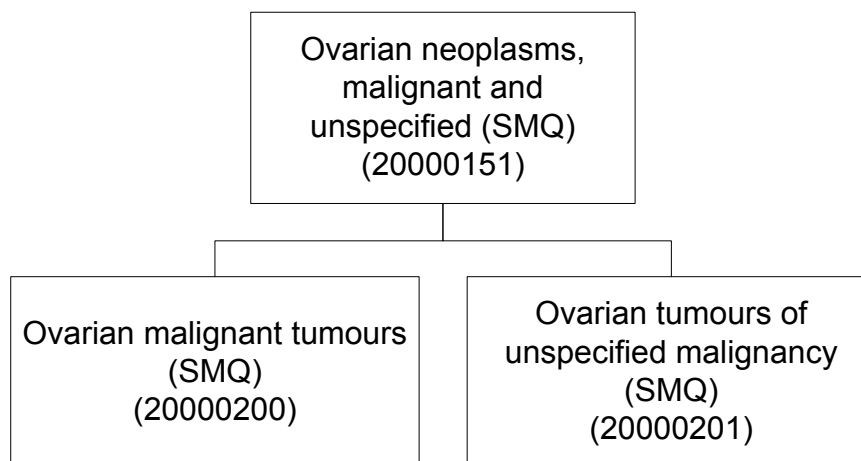 Ovarian neoplasms,
malignant and
unspecified (SMQ)
(20000151)
Ovarian malignant tumours
(SMQ)
(20000200)
Ovarian tumours of
unspecified malignancy
(SMQ)
(20000201)